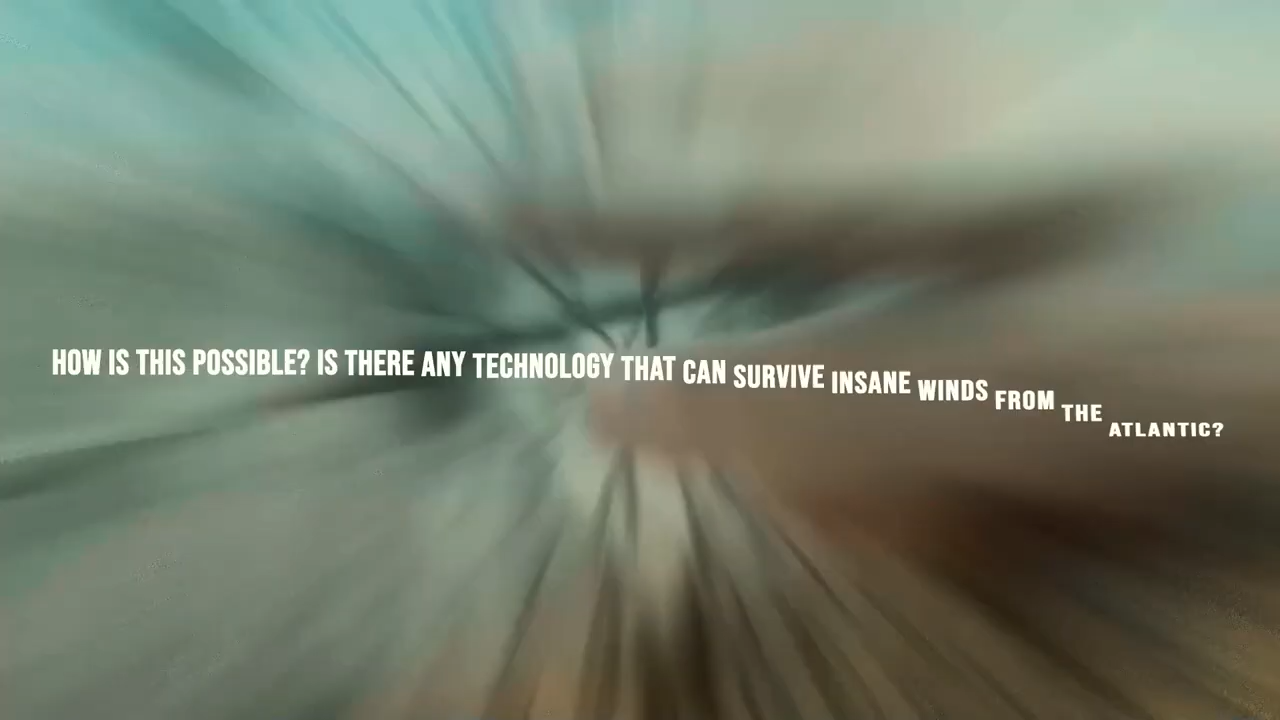 HOW IS THIS POSSIBLE? IS THERE ANY TECHNOLOGY THAT CAN SURVIVE INSANE WINDS FROM THE ATLANTIC?